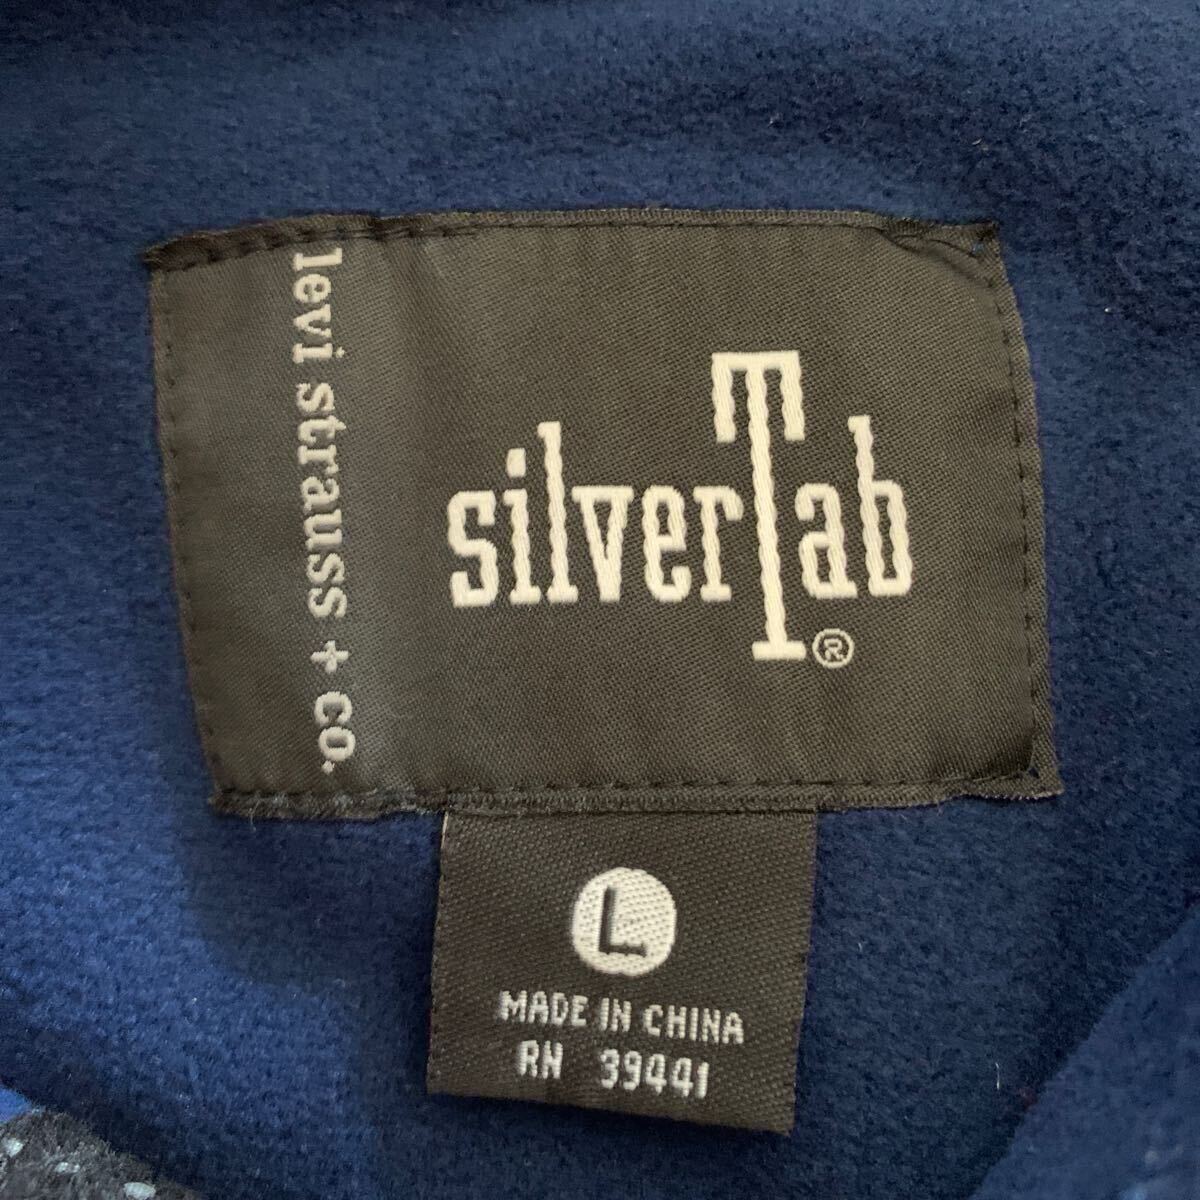 levi strauss + co.
silverTab®
L
MADE IN CHINA
RN 39441